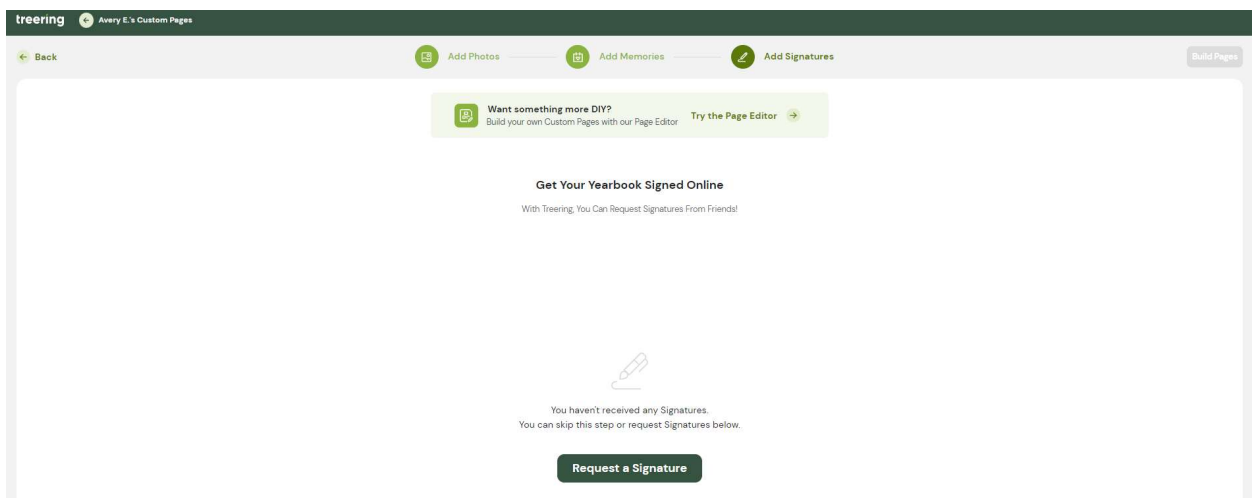 treering Avery E.'s Custom Pages
Back Add Photos Add Memories Add Signatures Build Pages
Want something more DIY?
Build your own Custom Pages with our Page Editor
Try the Page Editor
Get Your Yearbook Signed Online
With Treering, You Can Request Signatures From Friends!
You haven't received any Signatures.
You can skip this step or request Signatures below.
Request a Signature